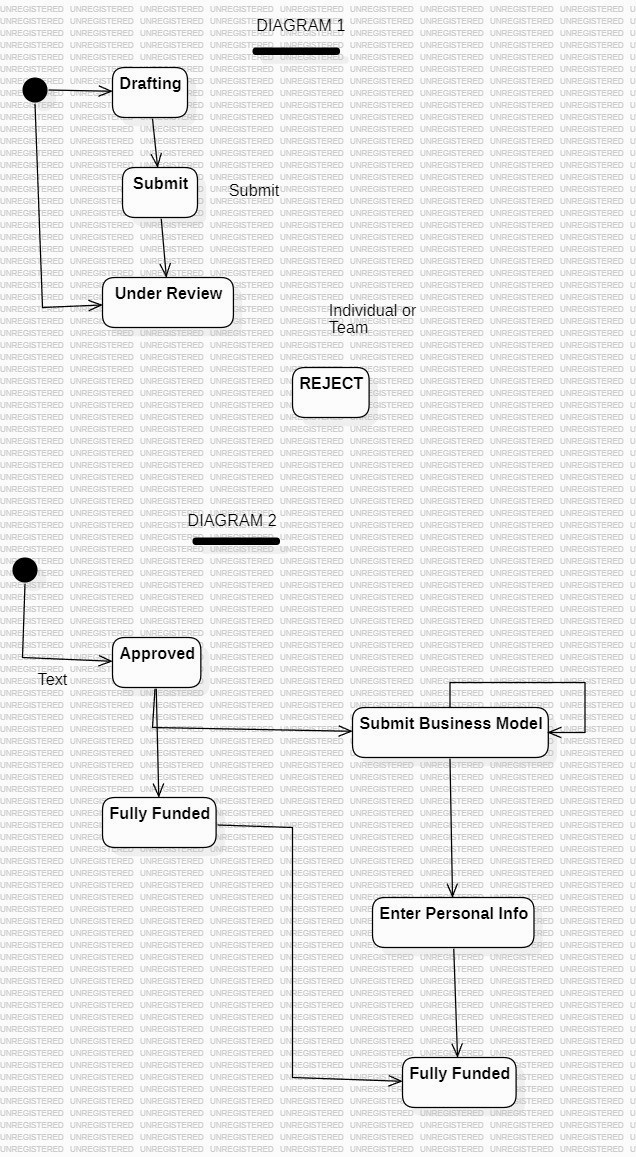 DIAGRAM 1
Drafting
Submit
Submit
Under Review
Individual or
Team
REJECT
DIAGRAM 2
Approved
Text
Submit Business Model
Fully Funded
Enter Personal Info
Fully Funded
UNREGISTERED